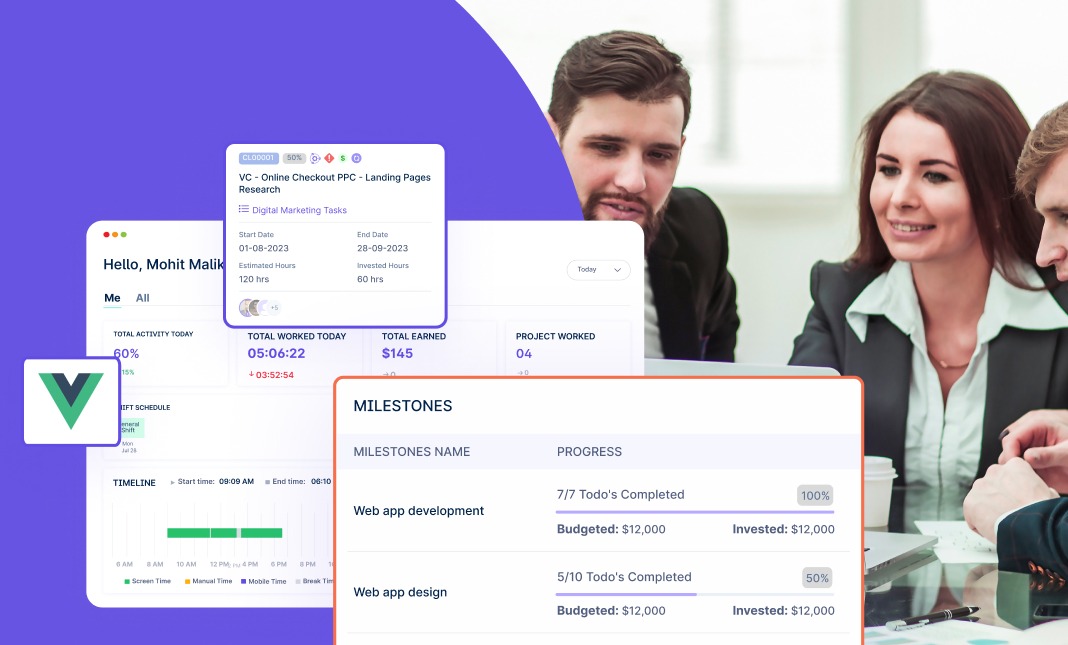 CL00001 50% S
VC - Online Checkout PPC - Landing Pages
Research
Digital Marketing Tasks
Start Date End Date
01-08-2023 28-09-2023
Estimated Hours Invested Hours
120 hrs 60 hrs
+5
Hello, Mohit Malik
Today
Me All
TOTAL ACTIVITY TODAY
60%
15%
TOTAL WORKED TODAY
05:06:22
03:52:54
TOTAL EARNED
$145
0
PROJECT WORKED
04
0
IFT SCHEDULE
eneral
Shift
Mon
Jul 28
TIMELINE Start time: 09:09 AM End time: 06:10
6 AM 8 AM 10 AM 12 PM 4 PM 6 PM 8 PM 10
Screen Time Manual Time Mobile Time Break Tim
MILESTONES
MILESTONES NAME PROGRESS
Web app development
7/7 Todo's Completed 100%
Budgeted: $12,000 Invested: $12,000
Web app design
5/10 Todo's Completed 50%
Budgeted: $12,000 Invested: $12,000